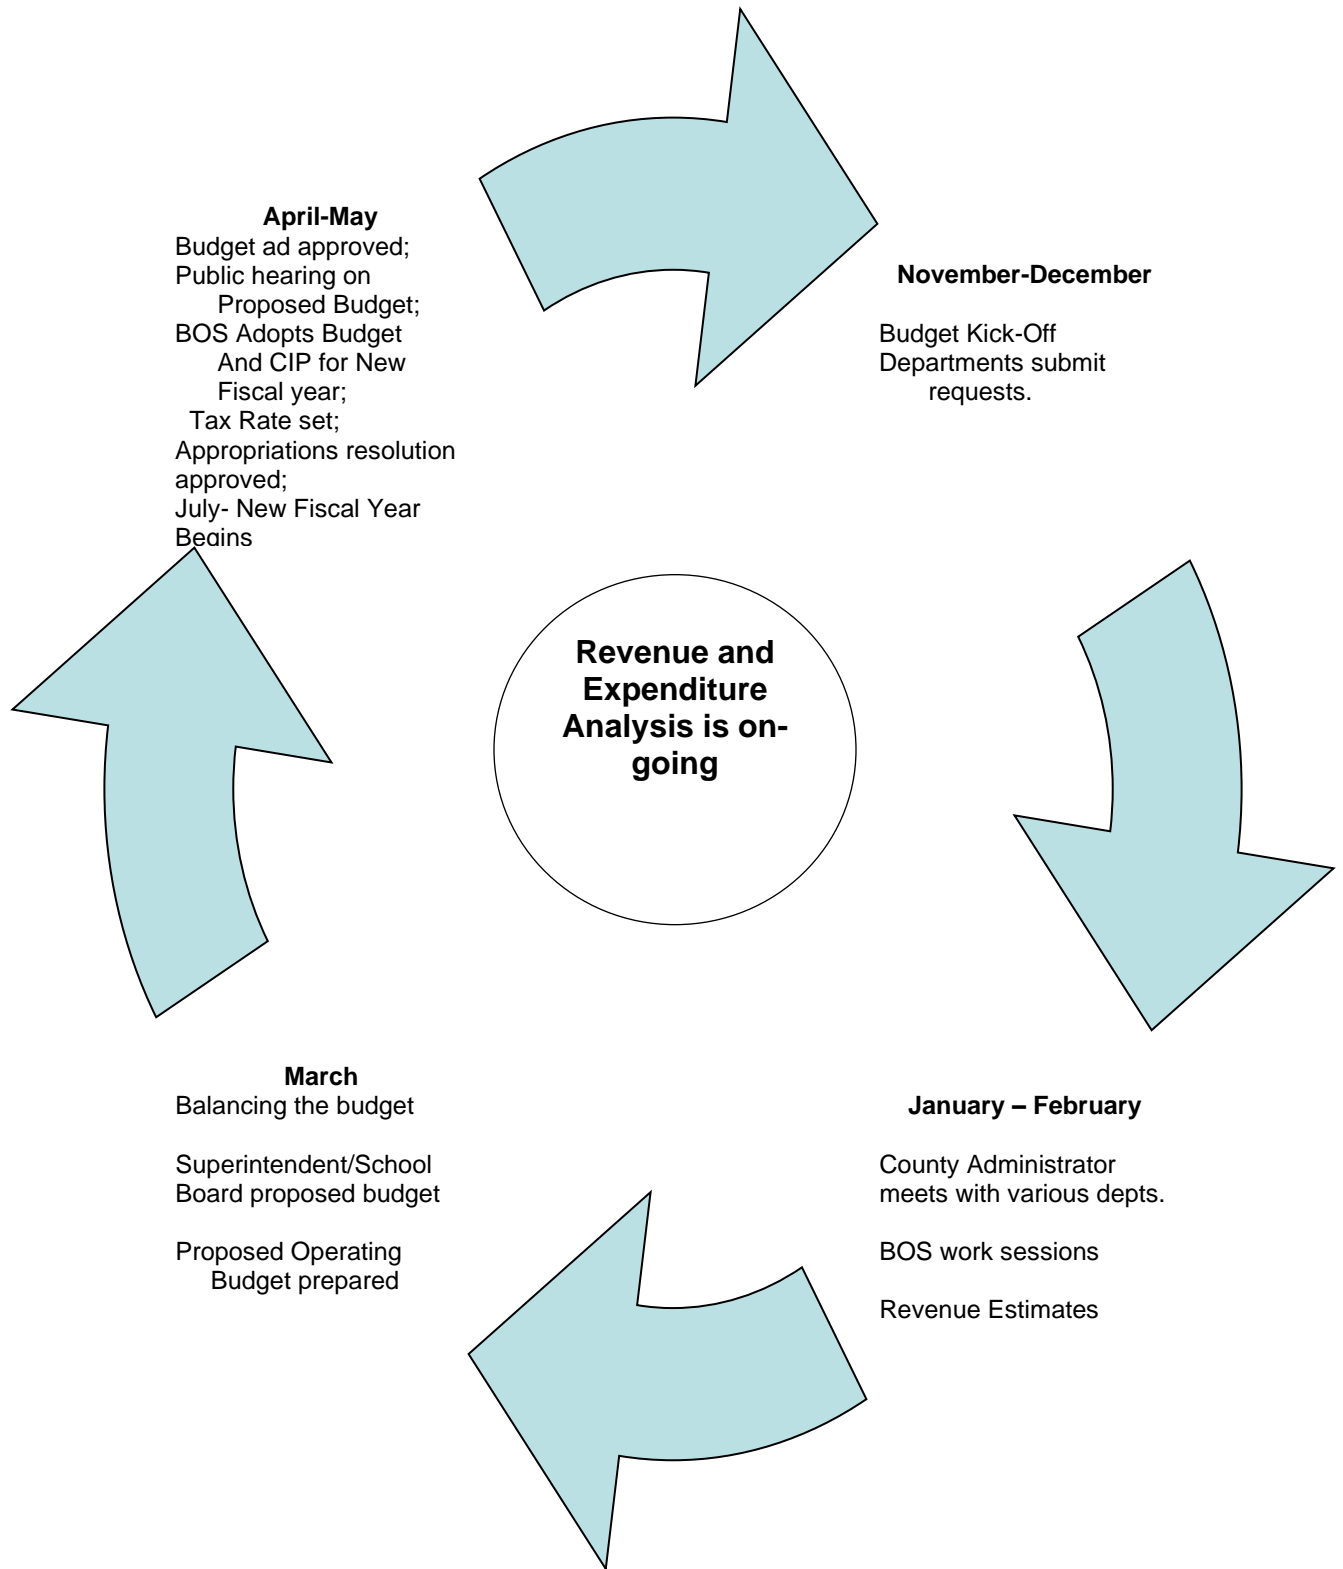 April-May
Budget ad approved;
Public hearing on
Proposed Budget;
BOS Adopts Budget
And CIP for New
Fiscal year;
Tax Rate set;
Appropriations resolution
approved;
July- New Fiscal Year
Begins
November-December
Budget Kick-Off
Departments submit
requests.
Revenue and
Expenditure
Analysis is on-
going
March
Balancing the budget
Superintendent/School
Board proposed budget
Proposed Operating
Budget prepared
January – February
County Administrator
meets with various depts.
BOS work sessions
Revenue Estimates